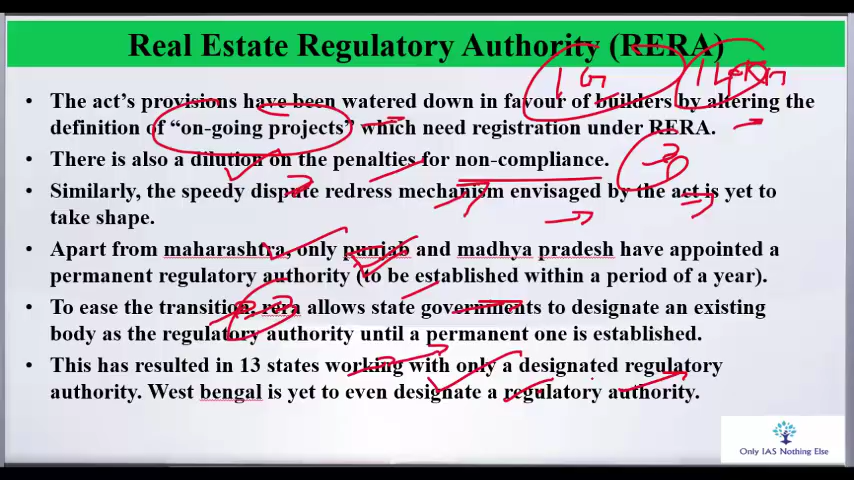 Real Estate Regulatory Authority (RERA)
• The act's provisions have been watered down in favour of builders by altering the
definition of "on-going projects" which need registration under RERA.
• There is also a dilution on the penalties for non-compliance.
• Similarly, the speedy dispute redress mechanism envisaged by the act is yet to
take shape.
• Apart from maharashtra, only punjab and madhya pradesh have appointed a
permanent regulatory authority (to be established within a period of a year).
• To ease the transition, rera allows state governments to designate an existing
body as the regulatory authority until a permanent one is established.
• This has resulted in 13 states working with only a designated regulatory
authority. West bengal is yet to even designate a regulatory authority.
Only IAS Nothing Else